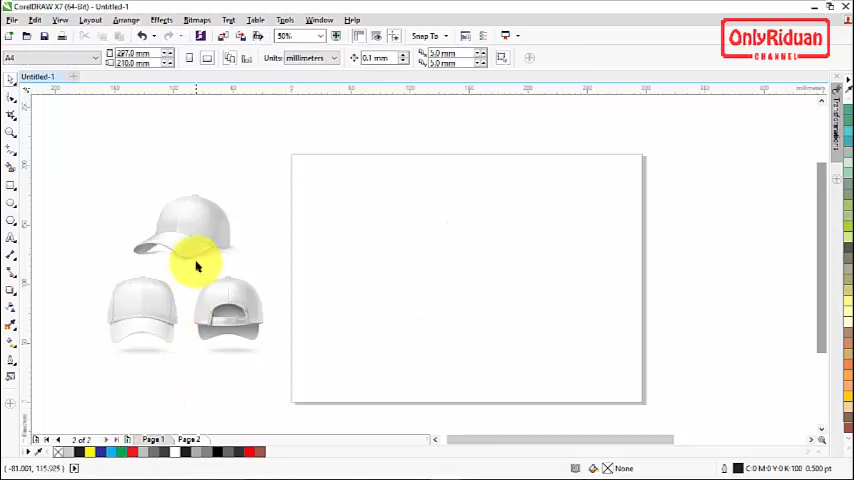 CorelDRAW X7 (64-Bit) - Untitled-1
File Edit View Layout Arrange Effects Bitmaps Text Table Tools Window Help
50% Snap To
A4 297.0 mm 210.0 mm Units: millimeters 0.1 mm 5.0 mm 5.0 mm
OnlyRiduan
CHANNEL
Untitled-1
millimeters
Transformations
2 of 2 Page 1 Page 2
None C:0 M:0 Y:0 K:100 0.500 pt